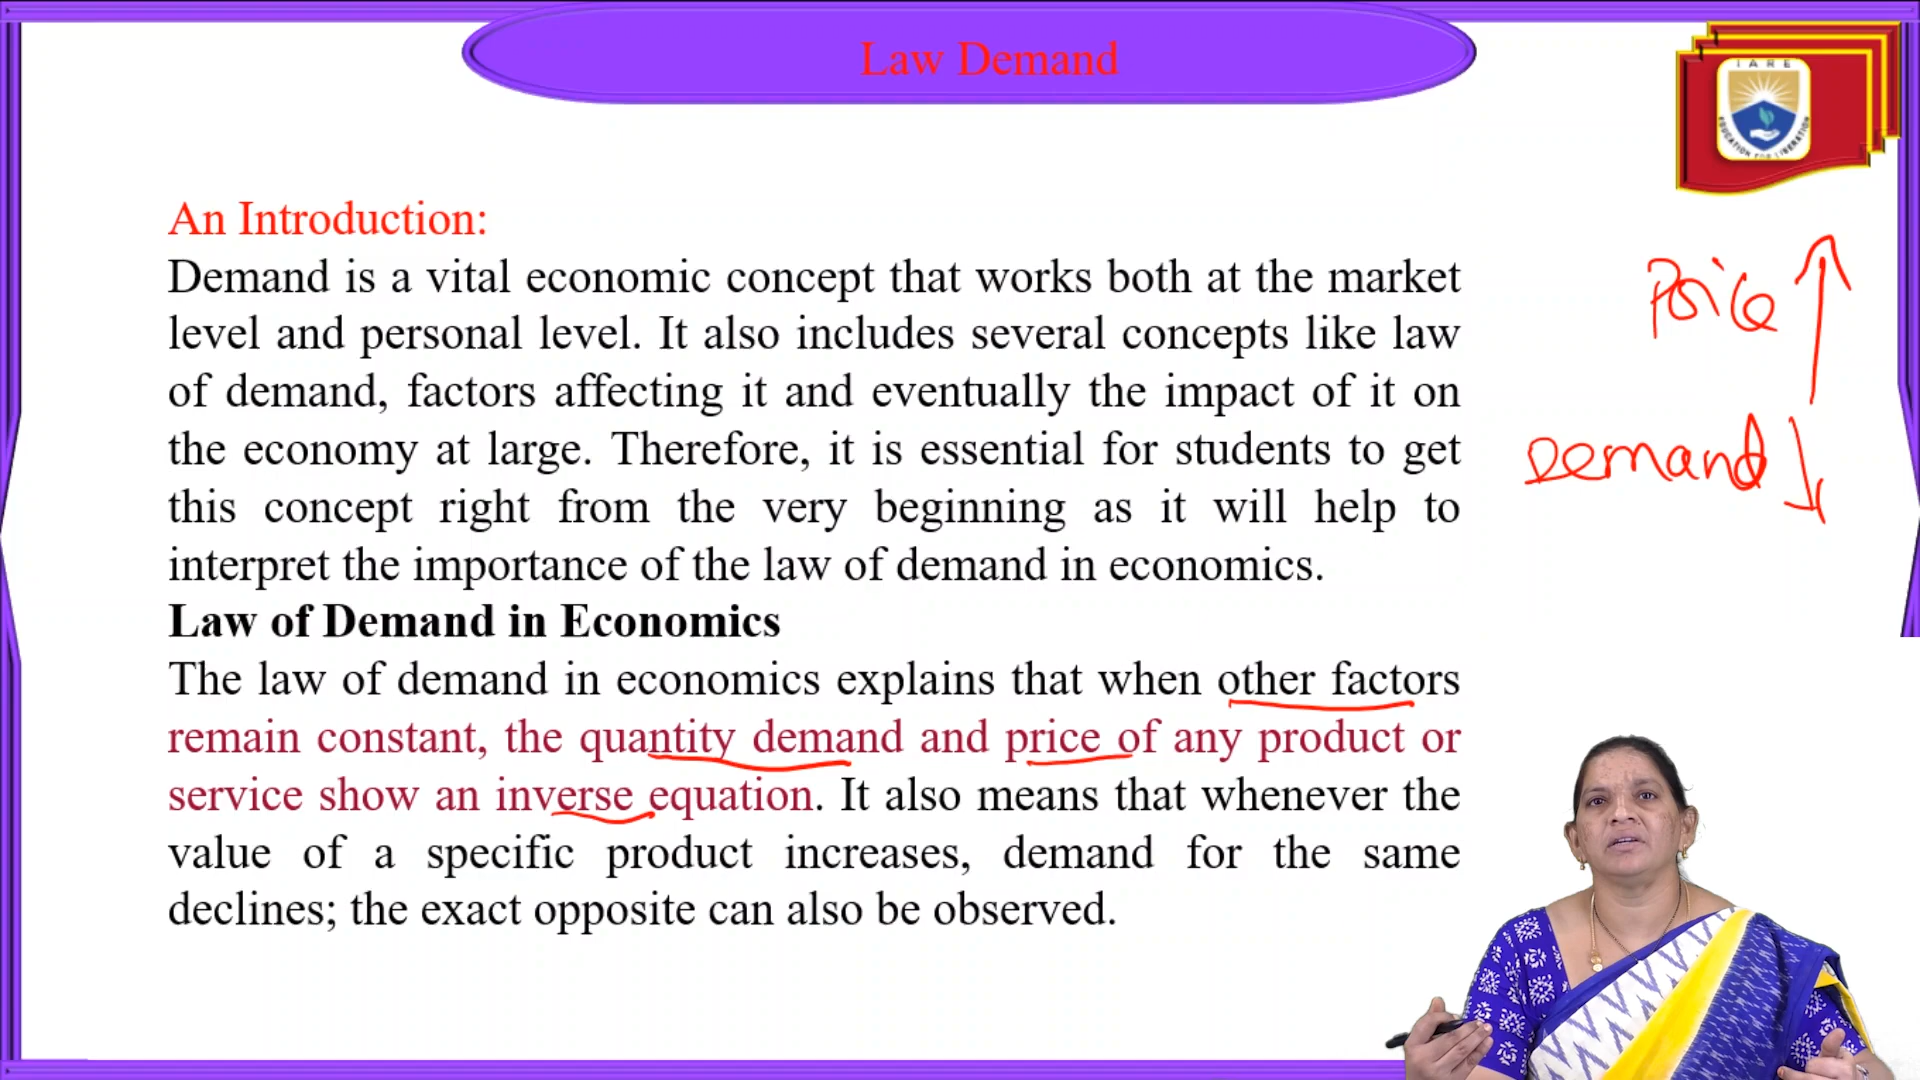 Law Demand
IARE
EDUCATION FOR LIBERATION
An Introduction:
Demand is a vital economic concept that works both at the market
level and personal level. It also includes several concepts like law
of demand, factors affecting it and eventually the impact of it on
the economy at large. Therefore, it is essential for students to get
this concept right from the very beginning as it will help to
interpret the importance of the law of demand in economics.
Law of Demand in Economics
The law of demand in economics explains that when other factors
remain constant, the quantity demand and price of any product or
service show an inverse equation. It also means that whenever the
value of a specific product increases, demand for the same
declines; the exact opposite can also be observed.
Price
Demand